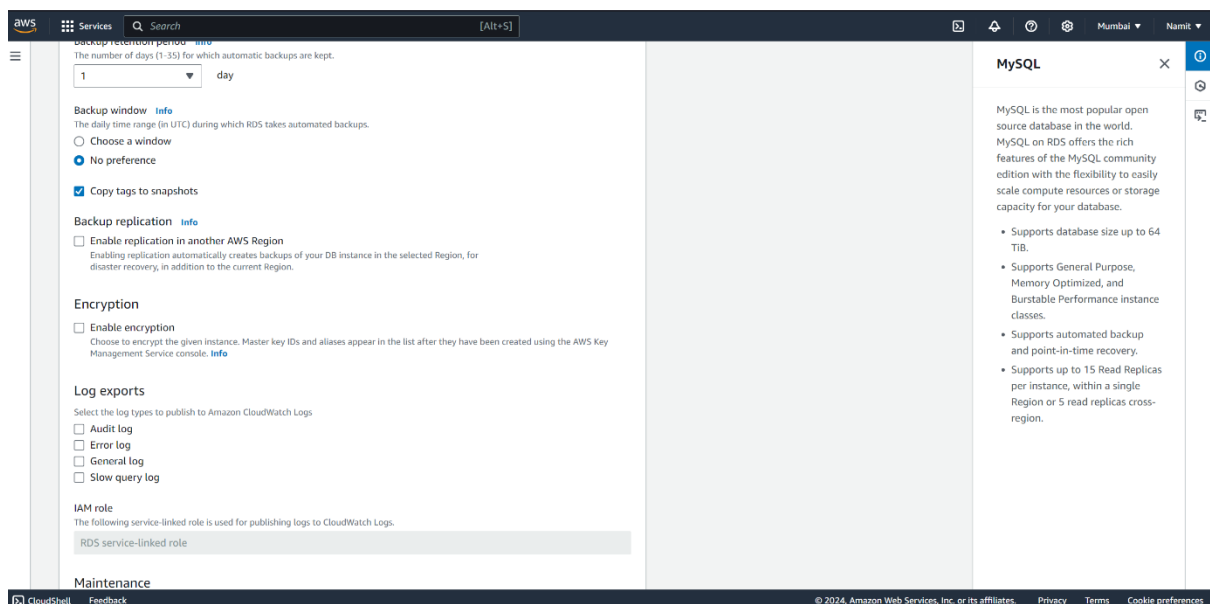 aws
Services
Search
[Alt+S]
Mumbai
Namit
Backup retention period Info
The number of days (1-35) for which automatic backups are kept.
1
day
Backup window Info
The daily time range (in UTC) during which RDS takes automated backups.
Choose a window
No preference
Copy tags to snapshots
Backup replication Info
Enable replication in another AWS Region
Enabling replication automatically creates backups of your DB instance in the selected Region, for
disaster recovery, in addition to the current Region.
Encryption
Enable encryption
Choose to encrypt the given instance. Master key IDs and aliases appear in the list after they have been created using the AWS Key
Management Service console. Info
Log exports
Select the log types to publish to Amazon CloudWatch Logs
Audit log
Error log
General log
Slow query log
IAM role
The following service-linked role is used for publishing logs to CloudWatch Logs.
RDS service-linked role
Maintenance
MySQL
MySQL is the most popular open
source database in the world.
MySQL on RDS offers the rich
features of the MySQL community
edition with the flexibility to easily
scale compute resources or storage
capacity for your database.
• Supports database size up to 64
TiB.
• Supports General Purpose,
Memory Optimized, and
Burstable Performance instance
classes.
• Supports automated backup
and point-in-time recovery.
• Supports up to 15 Read Replicas
per instance, within a single
Region or 5 read replicas cross-
region.
CloudShell
Feedback
© 2024, Amazon Web Services, Inc. or its affiliates.
Privacy
Terms
Cookie preferences